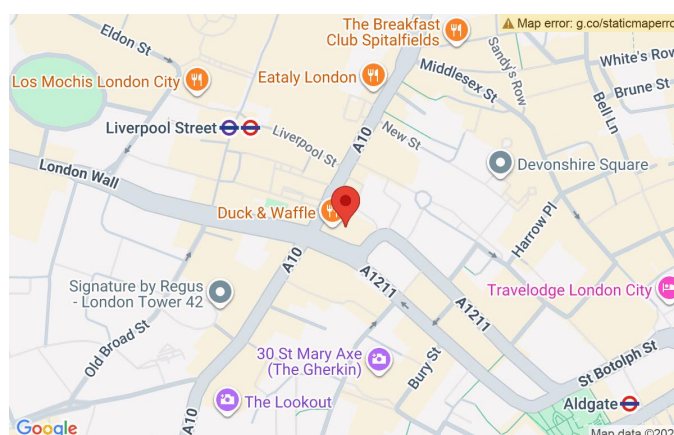 The Breakfast
Club Spitalfields
Map error: g.co/staticmaperro
Eldon St
Sandy's Row
White's Row
Los Mochis London City
Eataly London
Middlesex St
Brune St
Bell Ln
Liverpool Street
Liverpool St
A10
New St
London Wall
Devonshire Square
Duck & Waffle
Harrow Pl
A10
A1211
Signature by Regus
- London Tower 42
A1211
Travelodge London City
Old Broad St
30 St Mary Axe
(The Gherkin)
Bury St
St Botolph St
The Lookout
Aldgate
A10
Google
Map data ©202